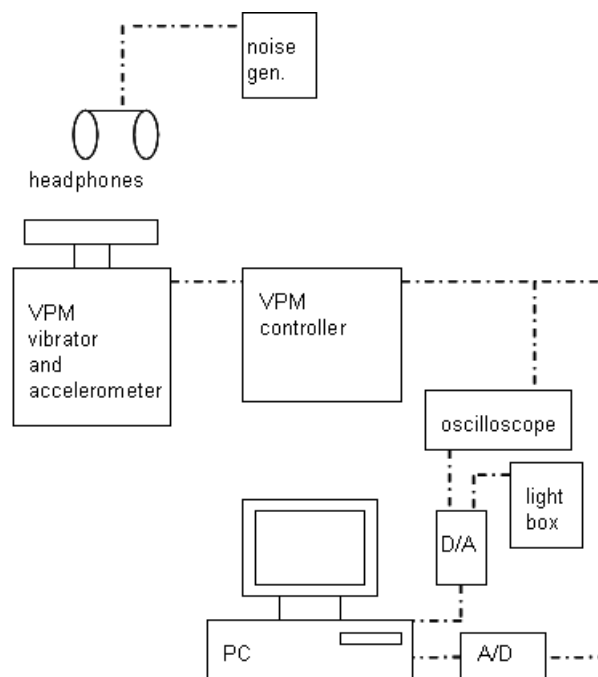 noise
gen.
headphones
VPM
vibrator
and
accelerometer
VPM
controller
oscilloscope
light
box
D/A
PC
A/D